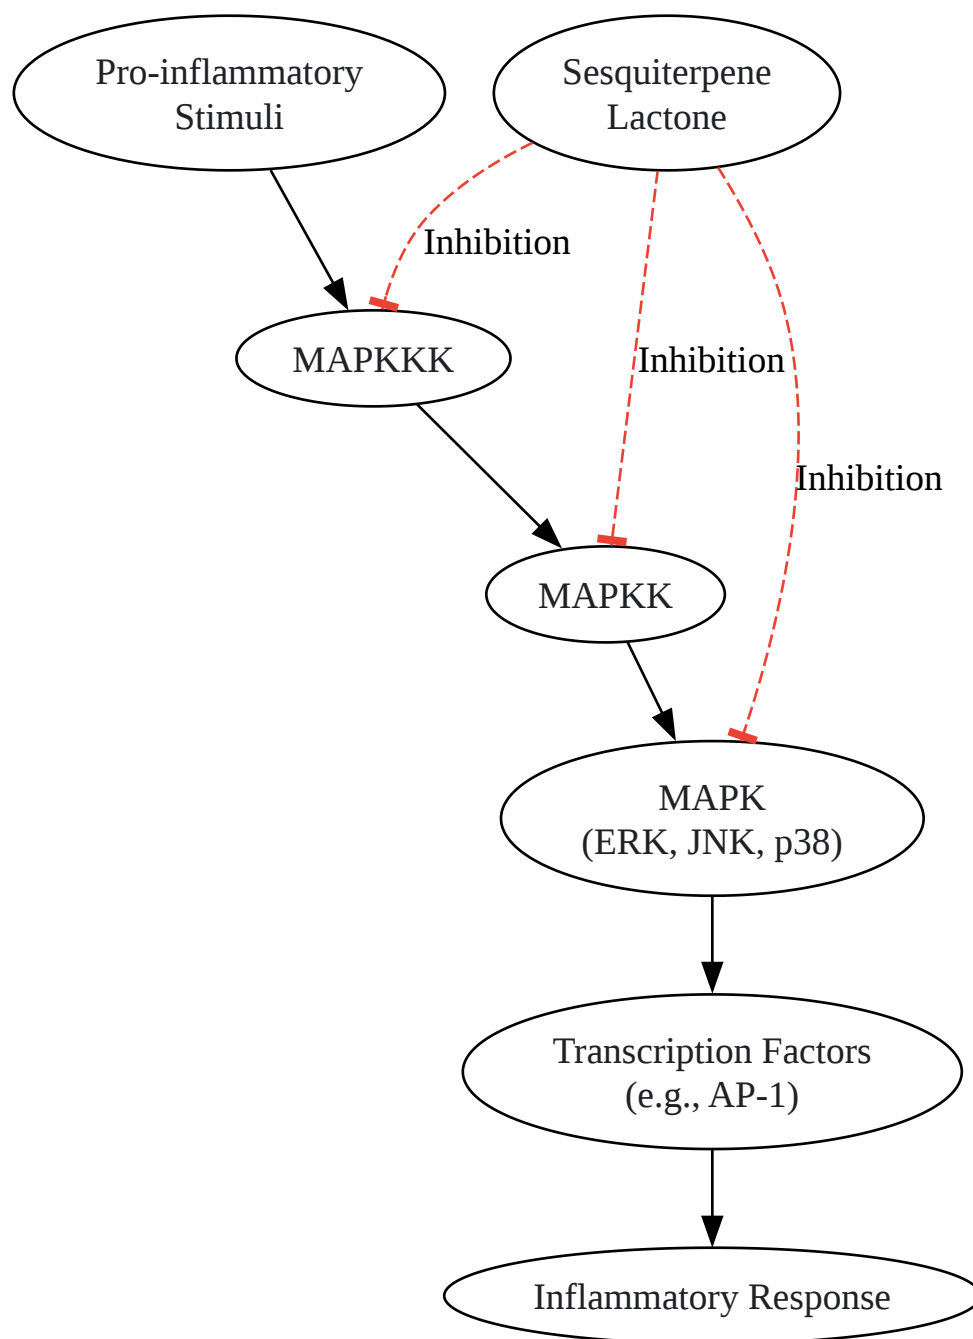 Pro-inflammatory
Stimuli
Sesquiterpene
Lactone
Inhibition
MAPKKK
Inhibition
Inhibition
MAPKK
MAPK
(ERK, JNK, p38)
Transcription Factors
(e.g., AP-1)
Inflammatory Response